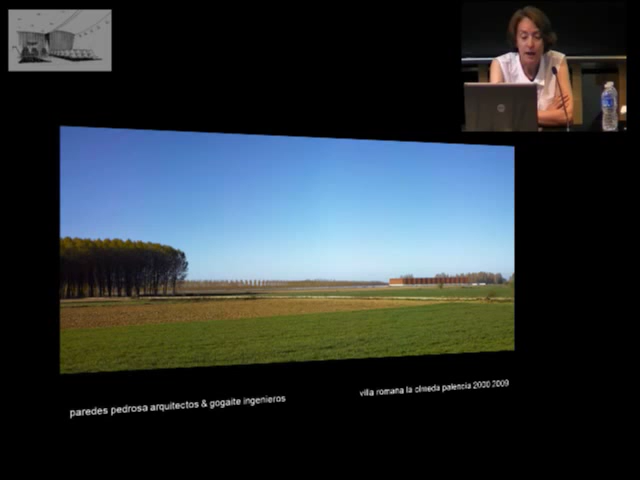 paredes pedrosa arquitectos & gogaite ingenieros
villa romana la olmeda palencia 2000 2009